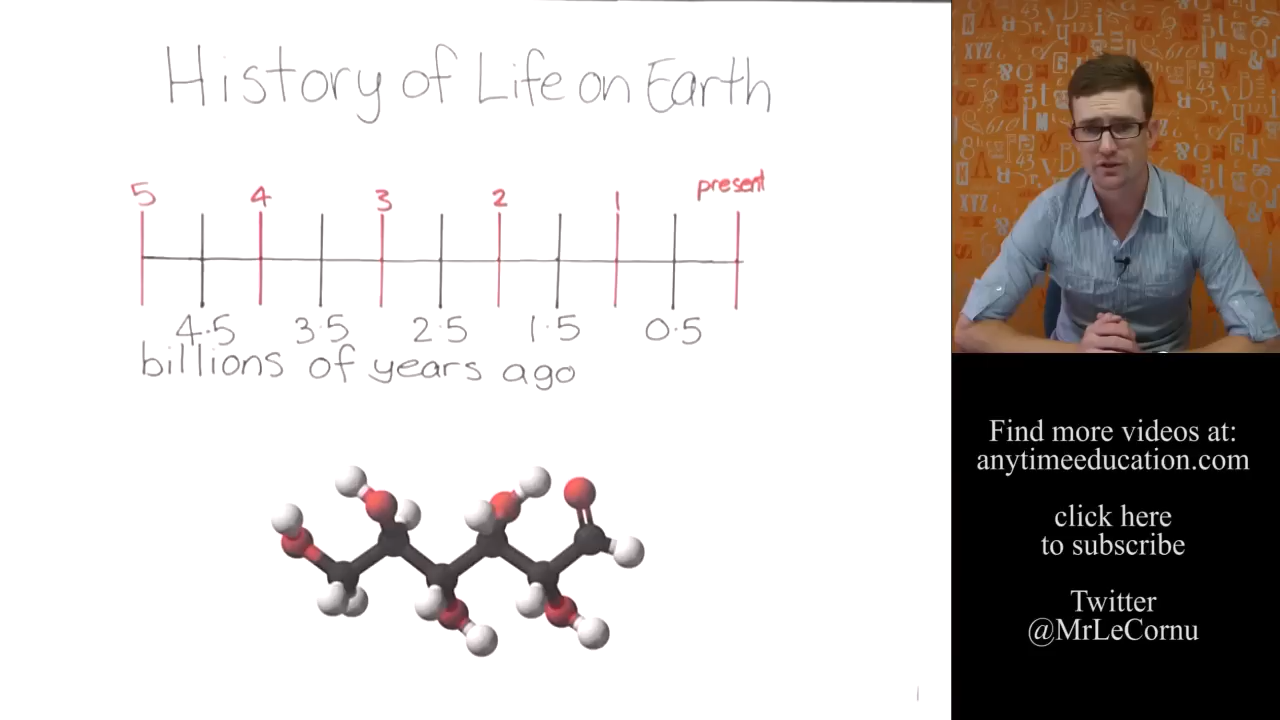 History of Life on Earth
5 4 3 2 1 present
4.5 3.5 2.5 1.5 0.5
billions of years ago
Find more videos at:
anytimeeducation.com
click here
to subscribe
Twitter
@MrLeCornu